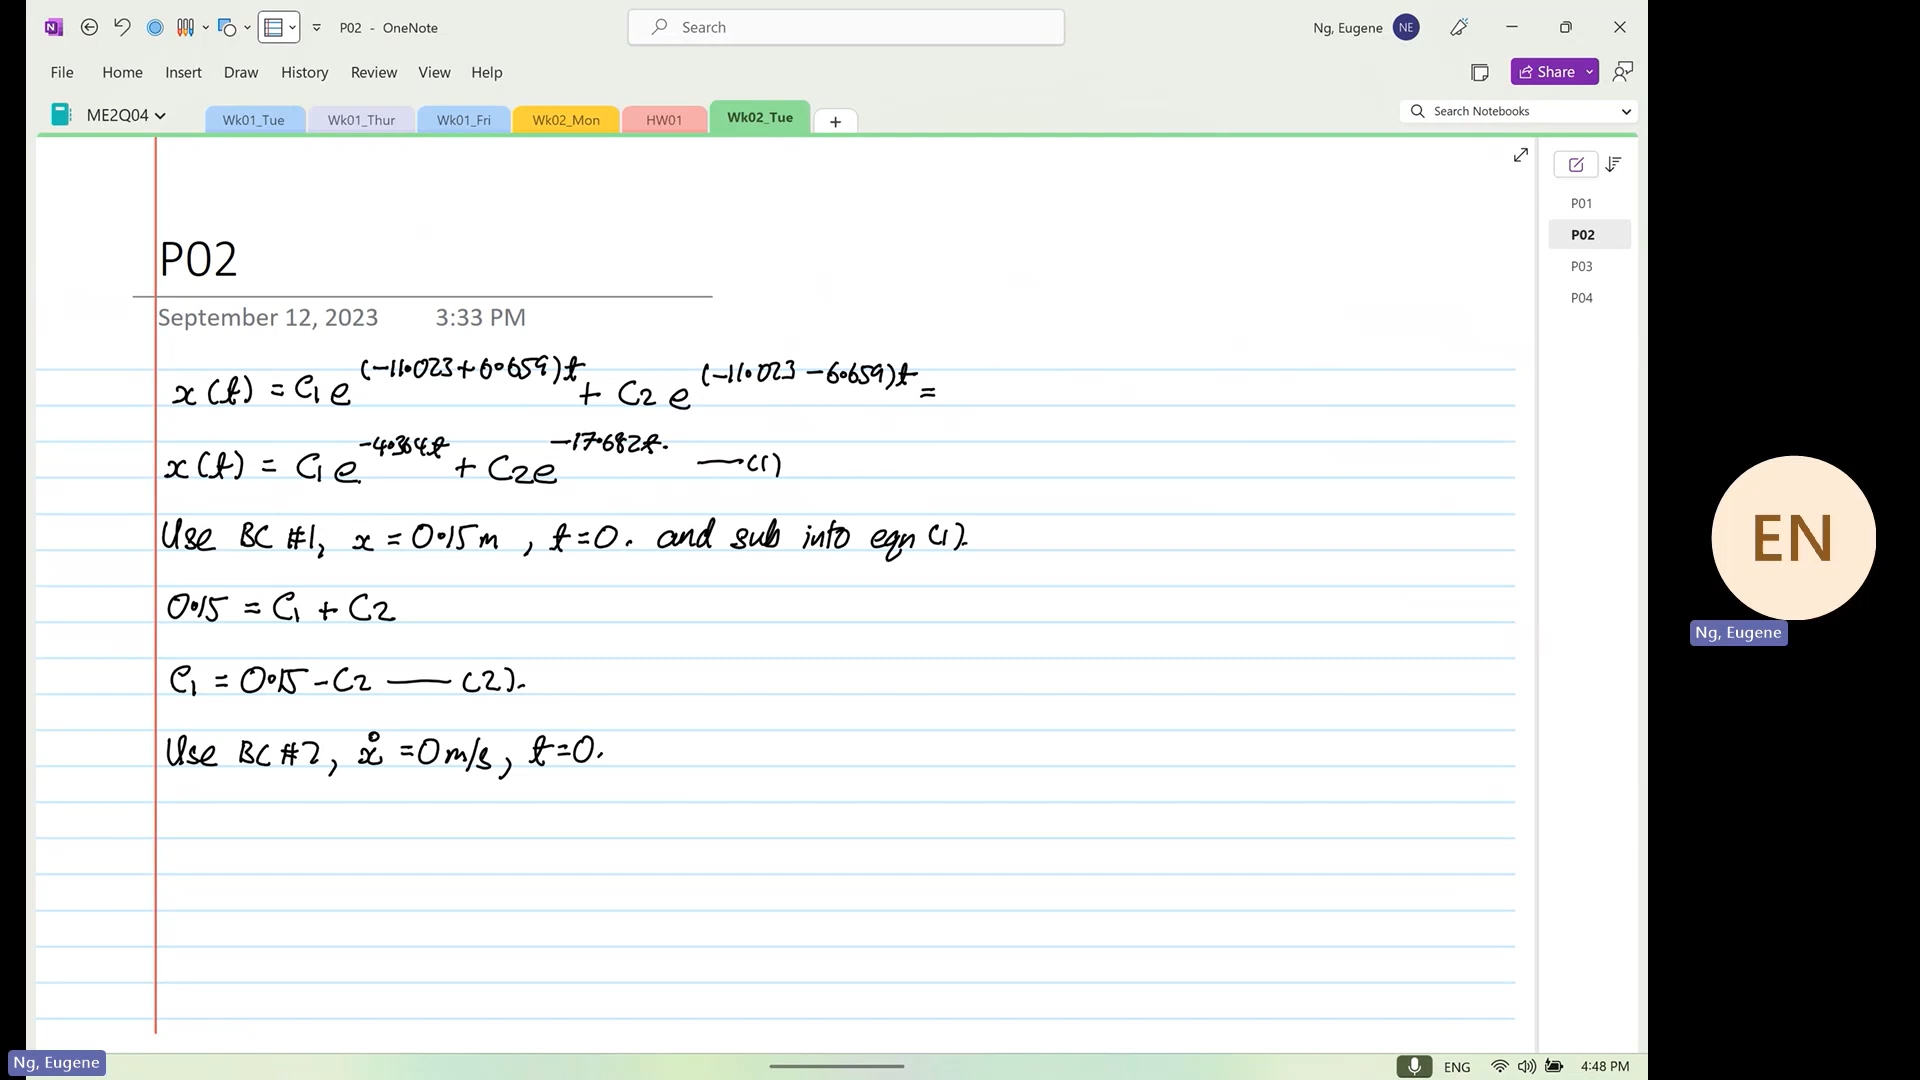 P02 - OneNote
Search
Ng, Eugene
NE
File Home Insert Draw History Review View Help
Share
ME2Q04
Wk01_Tue Wk01_Thur Wk01_Fri Wk02_Mon HW01 Wk02_Tue +
Search Notebooks
P01
P02
P03
P04
P02
September 12, 2023 3:33 PM
x(t) = C1 e^(-11.023+6.659)t + C2 e^(-11.023-6.659)t =
x(t) = C1 e^-4.364t + C2 e^-17.682t. —(1)
Use BC #1, x = 0.15m, t=0. and sub into eqn (1).
0.15 = C1 + C2
C1 = 0.15 - C2 — (2).
Use BC #2, ẋ = 0 m/s, t=0.
EN
Ng, Eugene
Ng, Eugene
ENG
4:48 PM